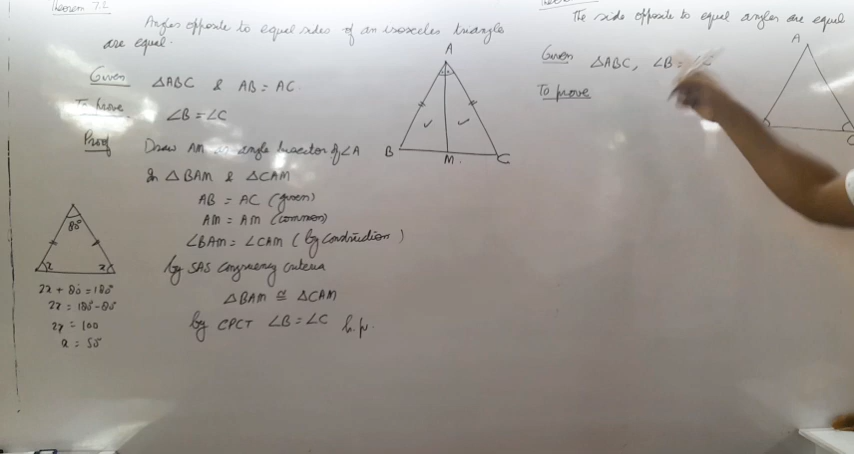 Theorem 7.2
Angles opposite to equal sides of an isosceles triangle
are equal.
Given ΔABC & AB = AC.
To prove ∠B = ∠C
Proof Draw AM an angle bisector of ∠A
In ΔBAM & ΔCAM
AB = AC (given)
AM = AM (common)
∠BAM = ∠CAM (by construction)
by SAS congruency criteria
ΔBAM ≅ ΔCAM
by CPCT ∠B = ∠C h.p.
A
B
M.
C
80°
x
x
2x + 80° = 180°
2x = 180° - 80°
2x = 100
x = 50
The side opposite to equal angles are equal
Given ΔABC, ∠B =
To prove
A
C